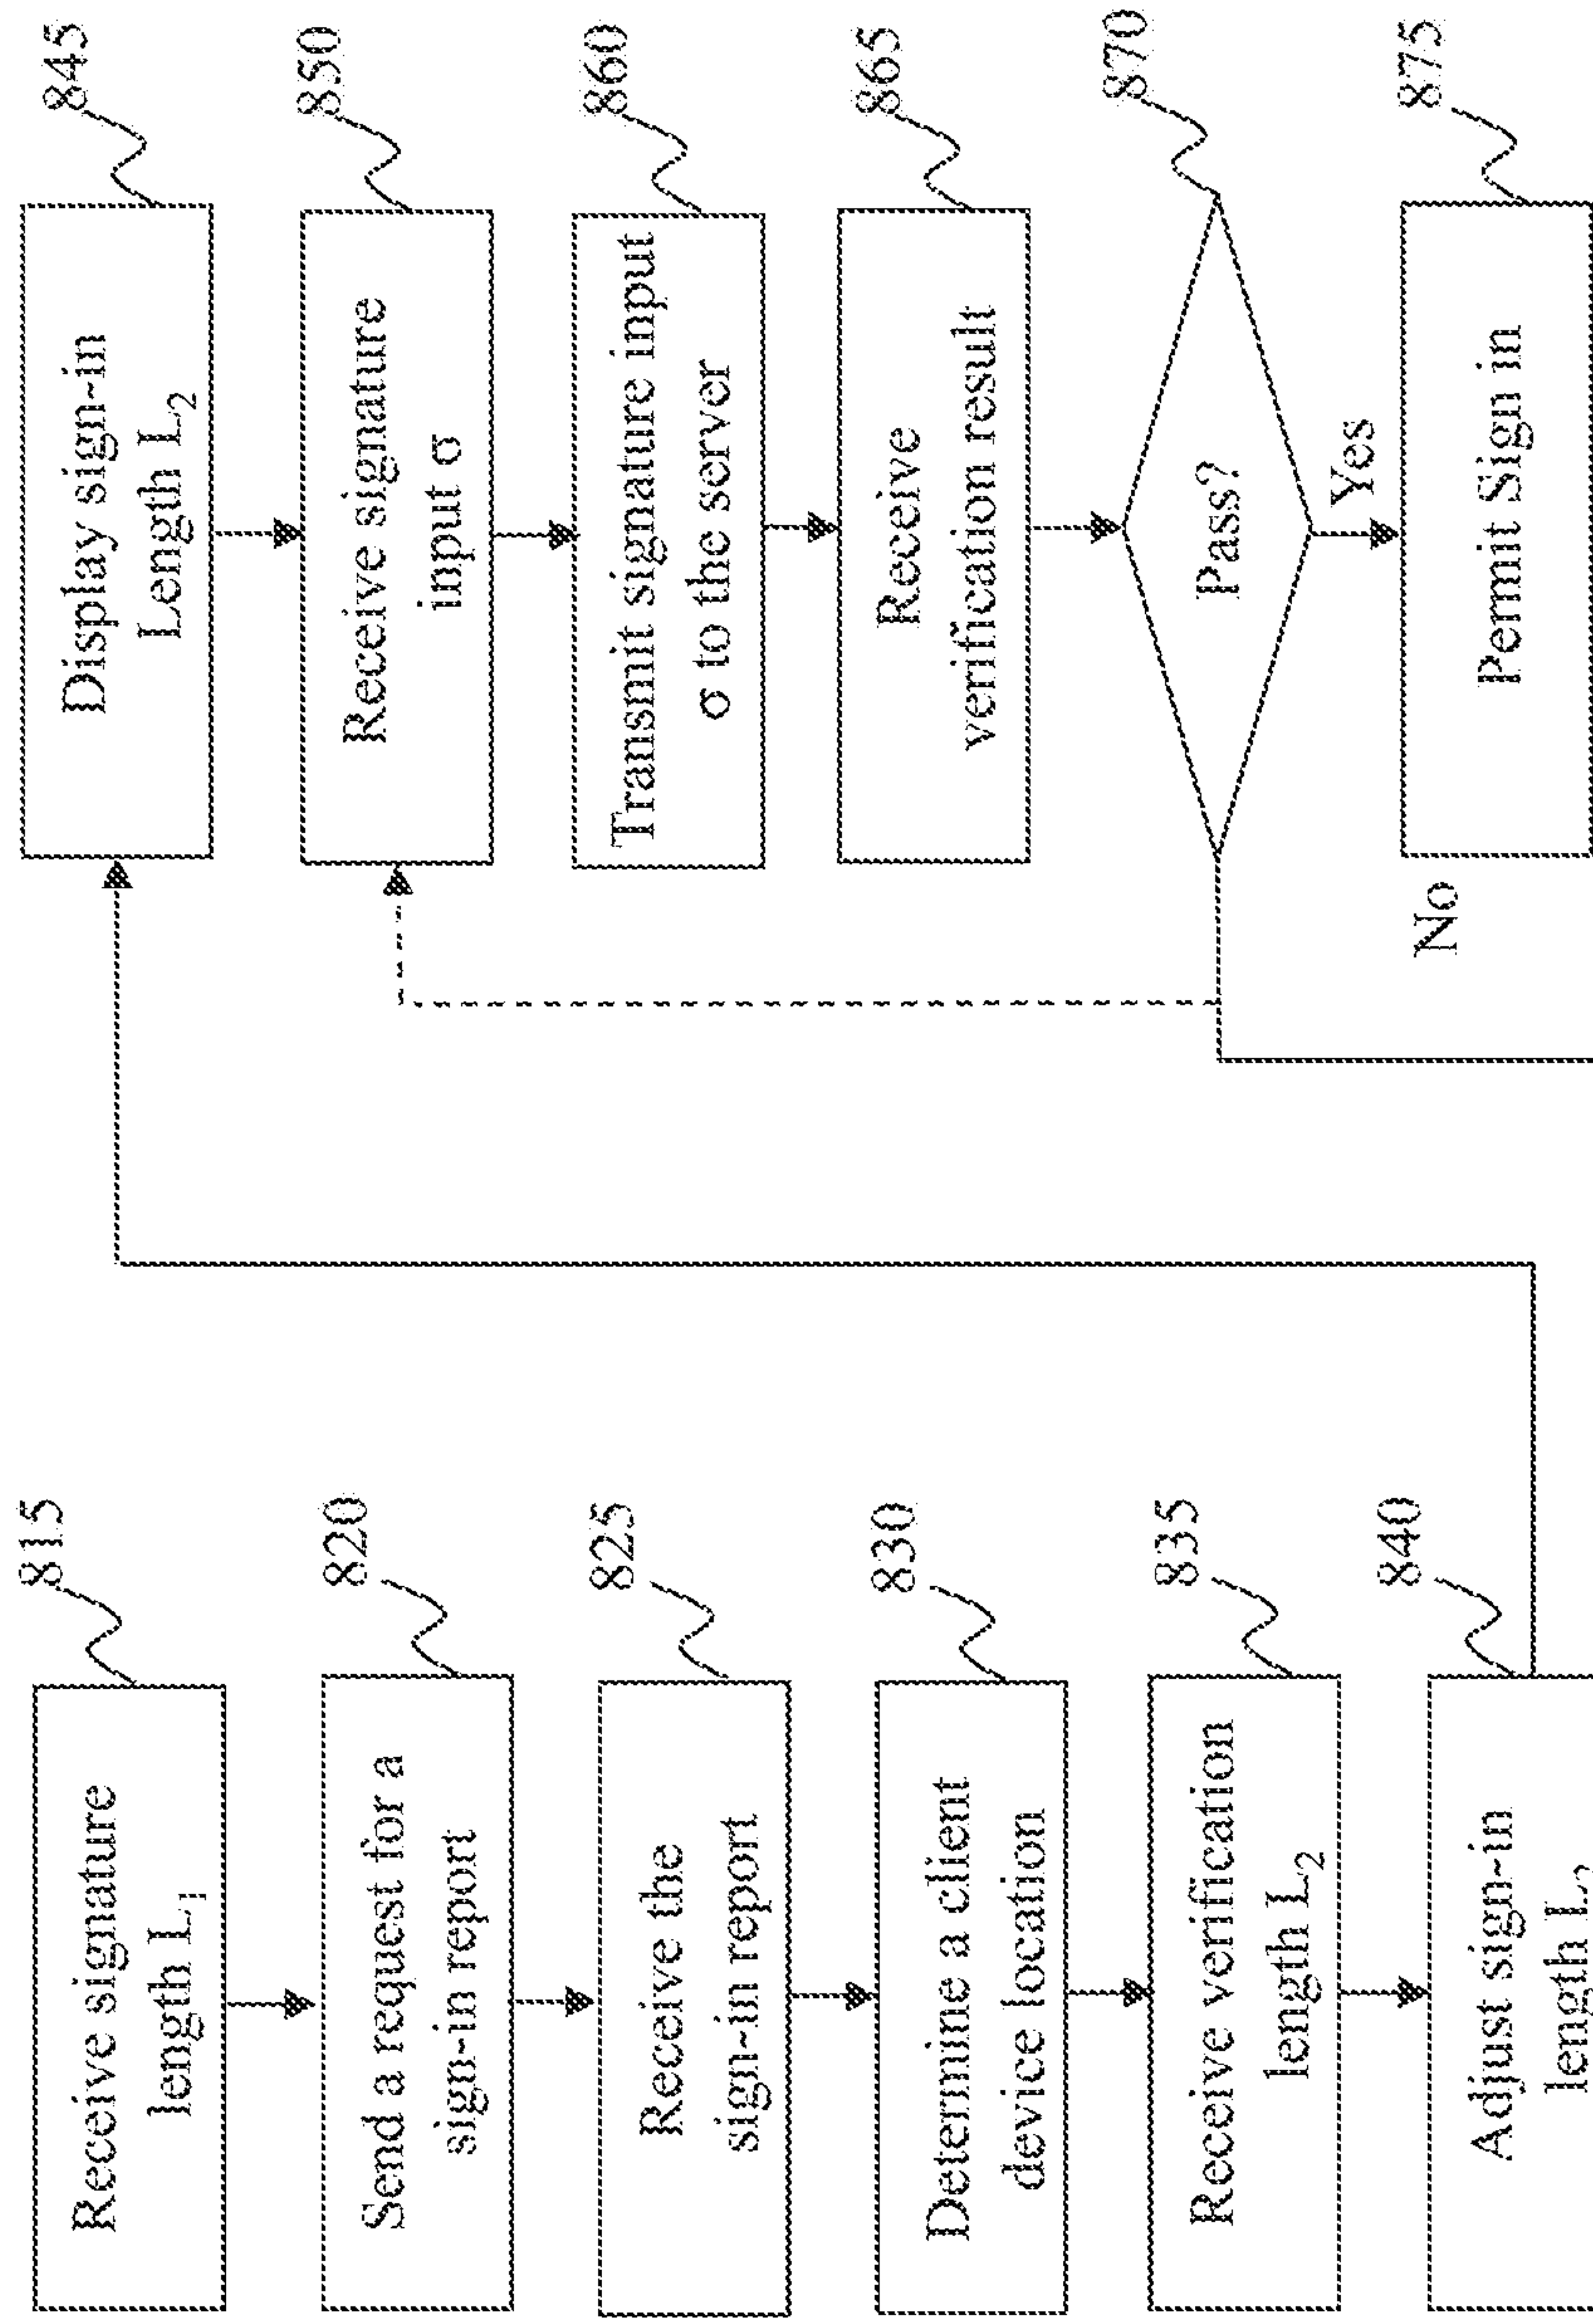 815
Receive signature
length L₁
820
Send a request for a
sign-in report
825
Receive the
sign-in report
830
Determine a client
device location
835
Receive verification
length L₂
840
Adjust sign-in
length L₂
845
Display sign-in
Length L₂
850
Receive signature
input σ
860
Transmit signature input
σ to the server
865
Receive
verification result
870
Pass?
Yes
No
875
Permit Sign in